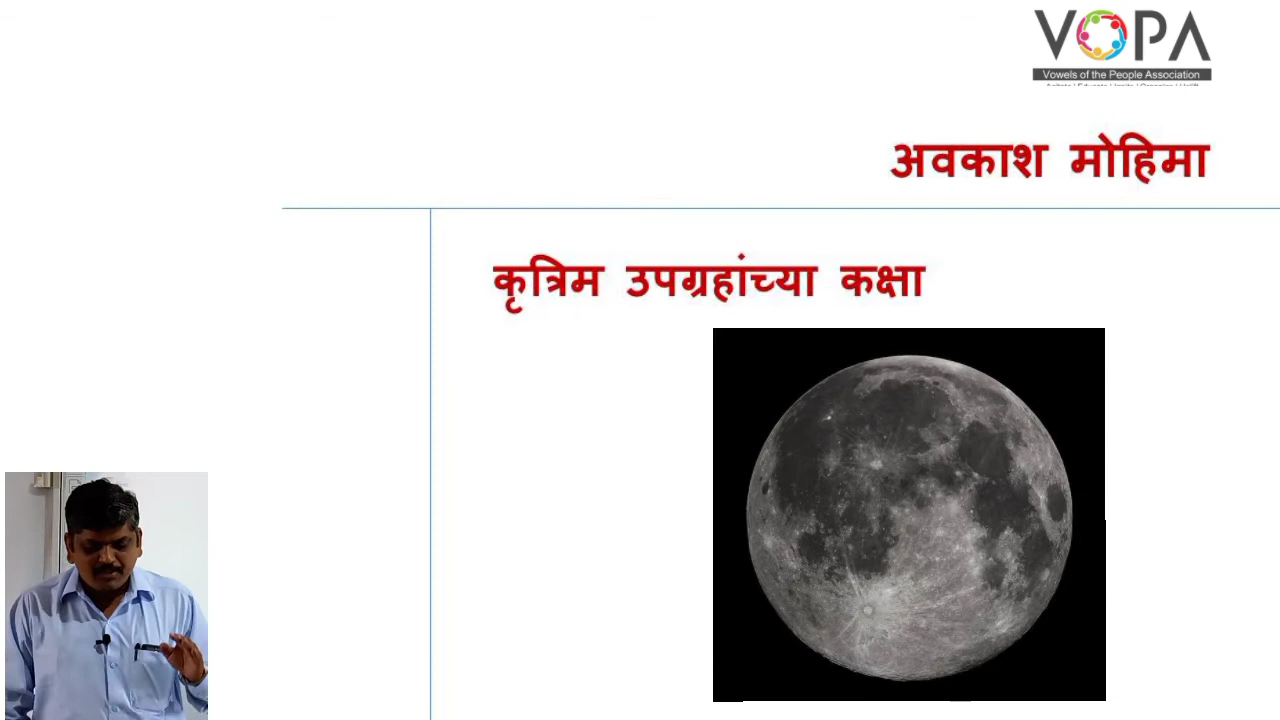 VOPA
Vowels of the People Association
अवकाश मोहिमा
कृत्रिम उपग्रहांच्या कक्षा